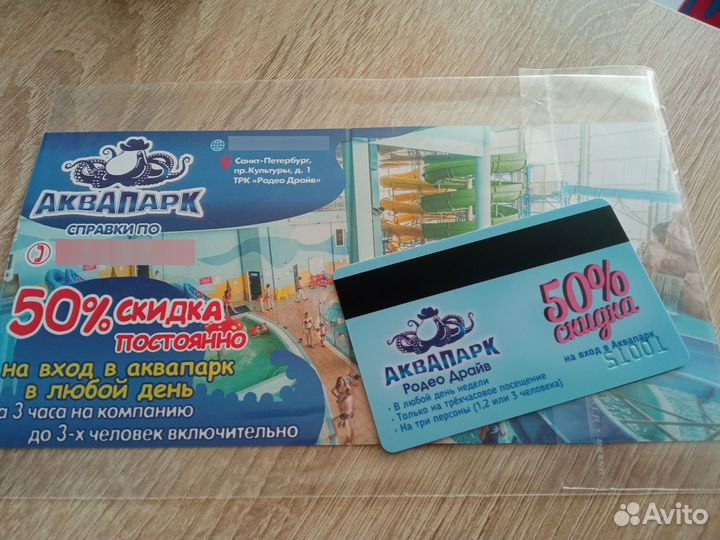 Санкт-Петербург,
пр.Культуры, д. 1
ТРК «Родео Драйв»
АКВАПАРК
СПРАВКИ ПО
50% СКИДКА
ПОСТОЯННО
на вход в аквапарк
в любой день
а 3 часа на компанию
до 3-х человек включительно
50%
скидка
на вход в Аквапарк
АКВАПАРК
Родео Драйв
• В любой день недели
• Только на трёхчасовое посещение
• На три персоны (1,2 или 3 человека)
Avito